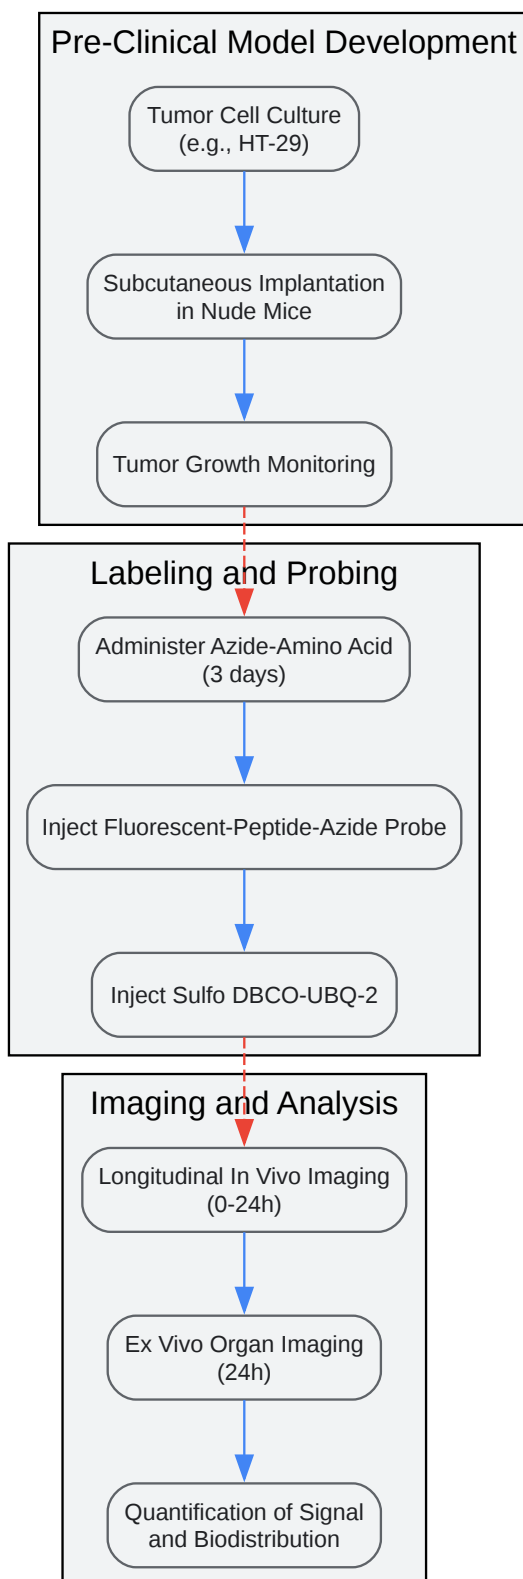 Pre-Clinical Model Development
Tumor Cell Culture
(e.g., HT-29)
Subcutaneous Implantation
in Nude Mice
Tumor Growth Monitoring
Labeling and Probing
Administer Azide-Amino Acid
(3 days)
Inject Fluorescent-Peptide-Azide Probe
Inject Sulfo DBCO-UBQ-2
Imaging and Analysis
Longitudinal In Vivo Imaging
(0-24h)
Ex Vivo Organ Imaging
(24h)
Quantification of Signal
and Biodistribution